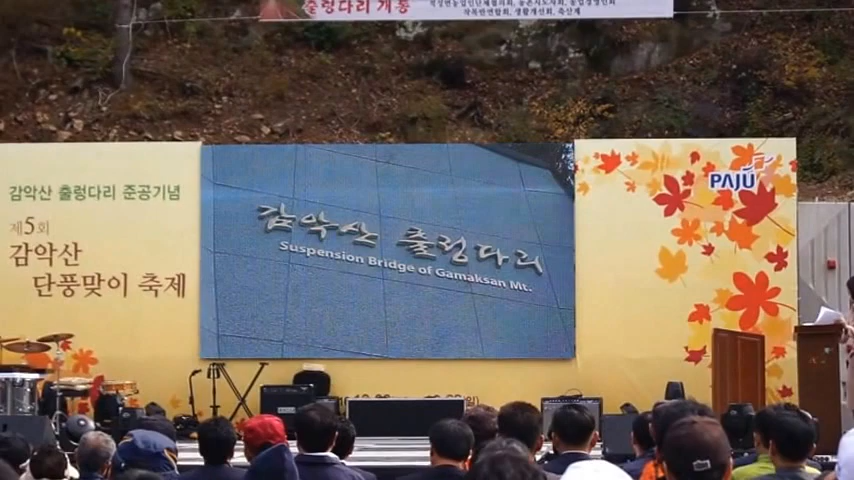 출렁다리 개통
감악산 출렁다리 준공기념
제5회
감악산
단풍맞이 축제
감악산 출렁다리
Suspension Bridge of Gamaksan Mt.
PAJU
PAJU